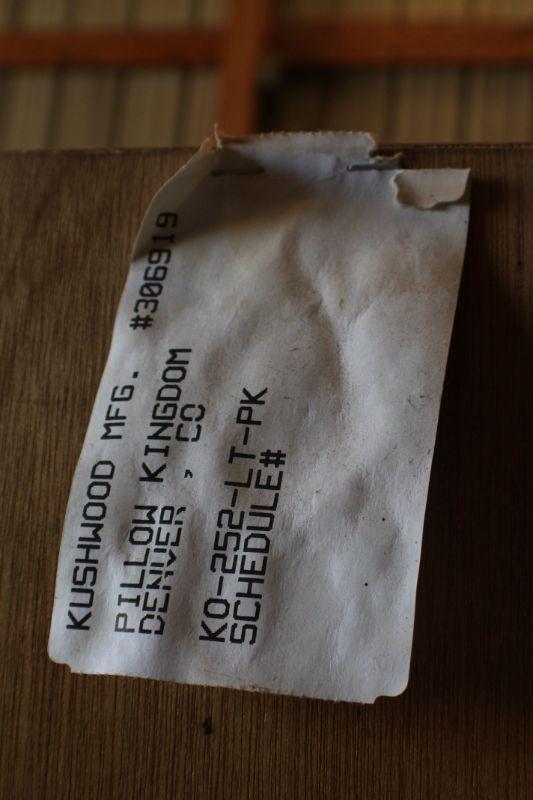 KUSHWOOD MFG. #306919
PILLOW KINGDOM
DENVER , CO
KO-252-LT-PK
SCHEDULE#